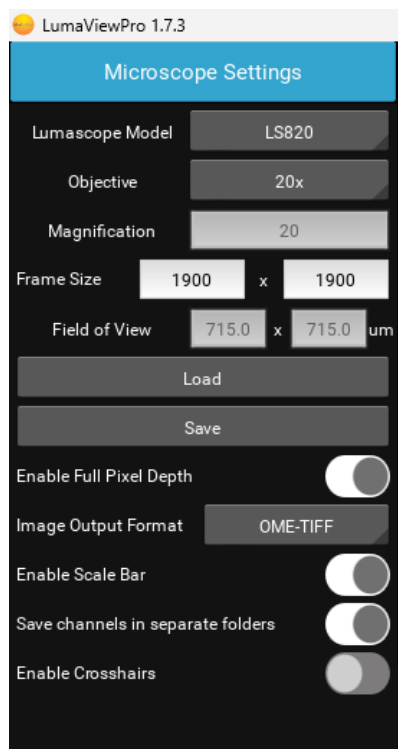 LumaViewPro 1.7.3
Microscope Settings
Lumascope Model LS820
Objective 20x
Magnification 20
Frame Size 1900 x 1900
Field of View 715.0 x 715.0 um
Load
Save
Enable Full Pixel Depth
Image Output Format OME-TIFF
Enable Scale Bar
Save channels in separate folders
Enable Crosshairs